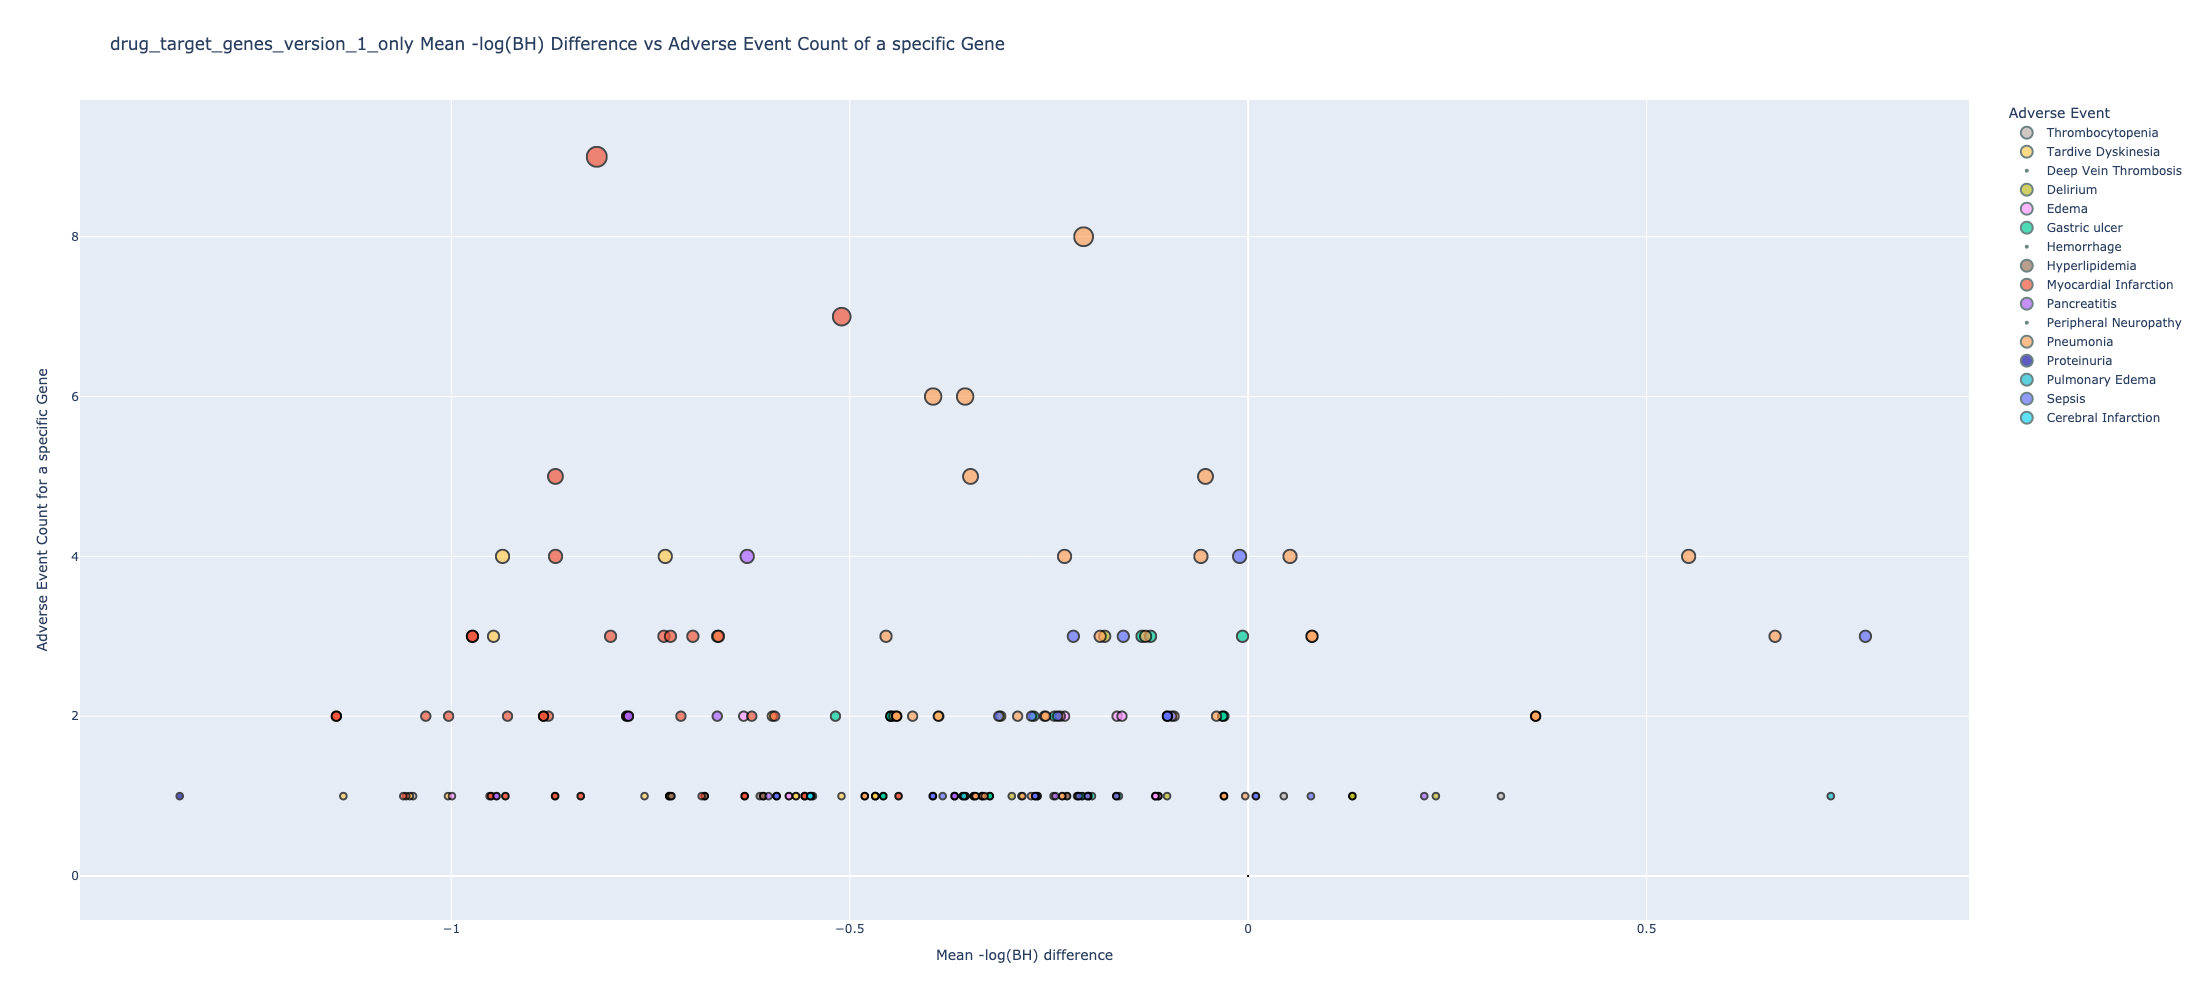 drug_target_genes_version_1_only Mean -log(BH) Difference vs Adverse Event Count of a specific Gene
Adverse Event
Thrombocytopenia
Tardive Dyskinesia
Deep Vein Thrombosis
Delirium
Edema
Gastric ulcer
Hemorrhage
Hyperlipidemia
Myocardial Infarction
Pancreatitis
Peripheral Neuropathy
Pneumonia
Proteinuria
Pulmonary Edema
Sepsis
Cerebral Infarction
Adverse Event Count for a specific Gene
8
6
4
2
0
−1
−0.5
0
0.5
Mean -log(BH) difference